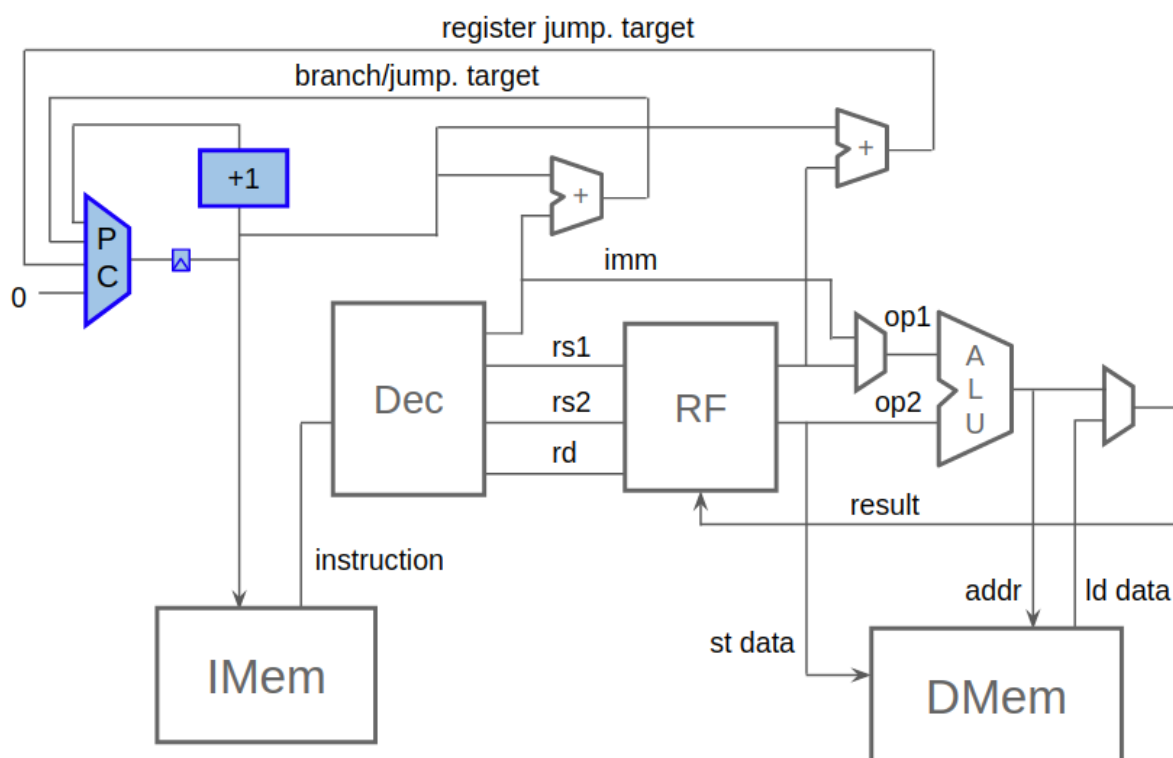 register jump. target
branch/jump. target
+1
+
+
P
C
0
imm
op1
A
L
U
Dec
rs1
rs2
rd
RF
op2
result
instruction
addr
ld data
st data
IMem
DMem